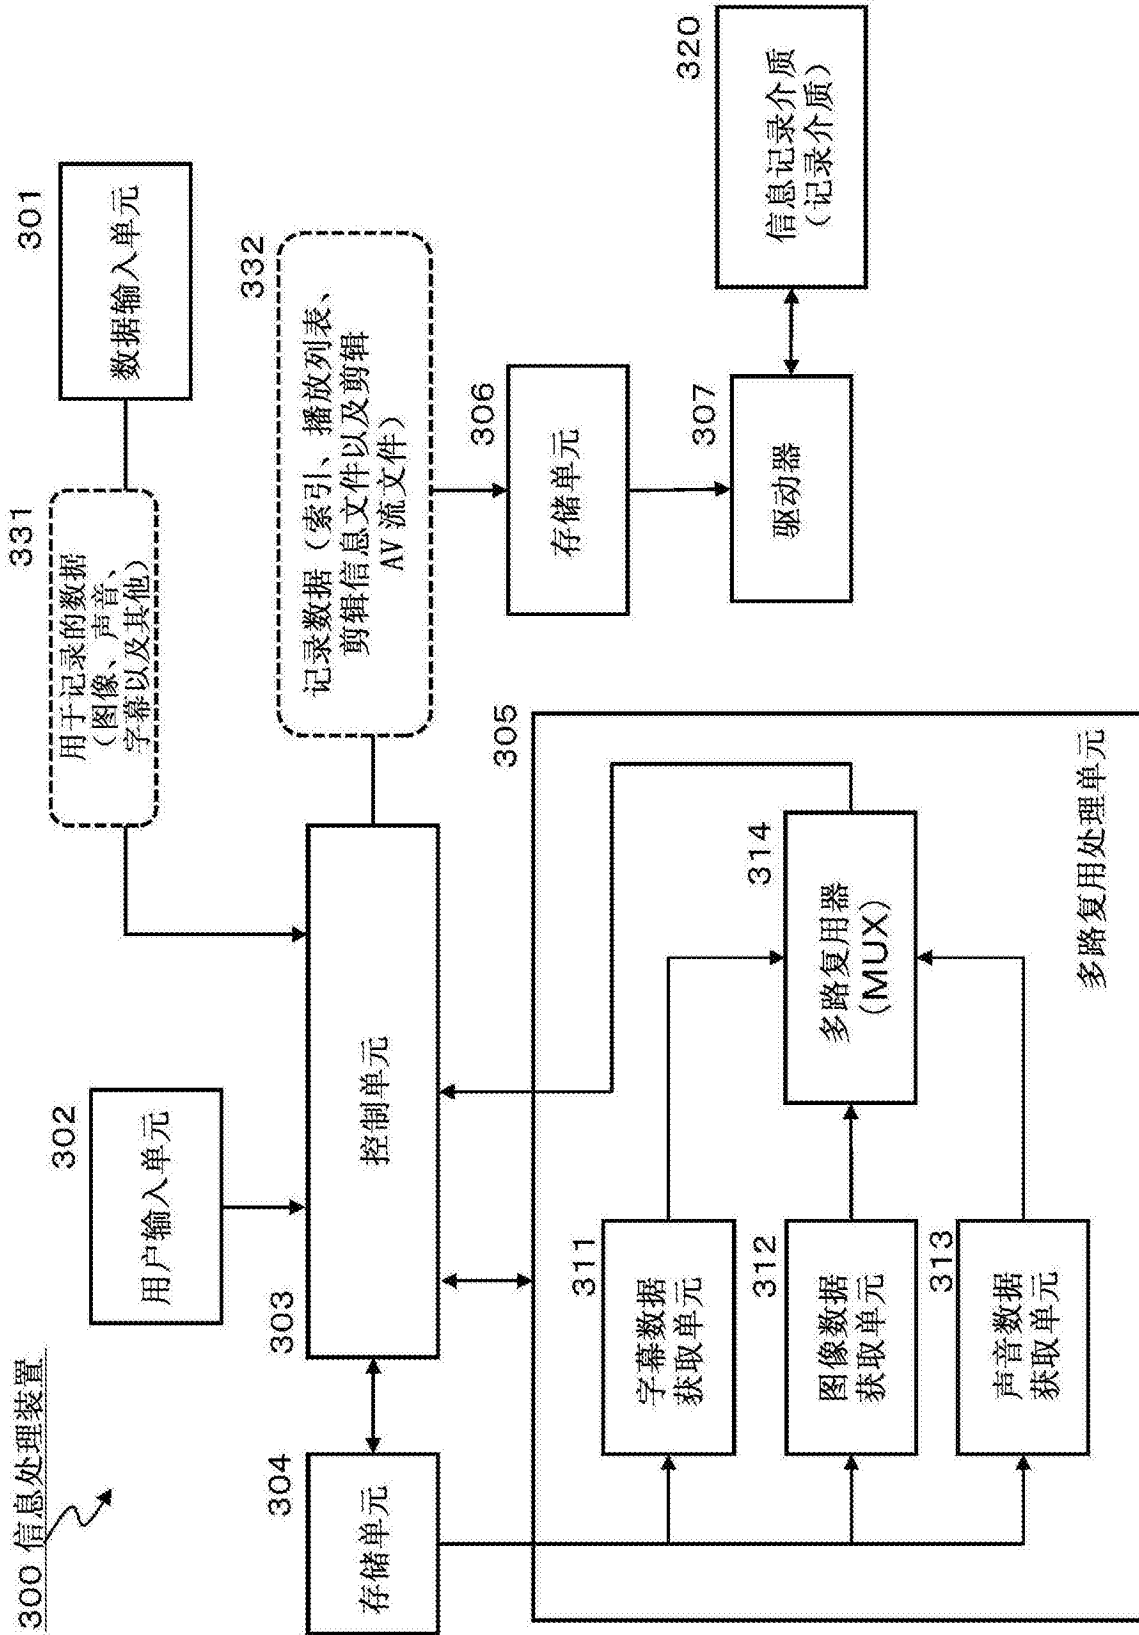 300 信息处理装置
302
用户输入单元
331
用于记录的数据
（图像、声音、
字幕以及其他）
301
数据输入单元
304
存储单元
303
控制单元
332
记录数据（索引、播放列表、
剪辑信息文件以及剪辑
AV 流文件）
306
存储单元
307
驱动器
320
信息记录介质
（记录介质）
305
311
字幕数据
获取单元
312
图像数据
获取单元
313
声音数据
获取单元
314
多路复用器
(MUX)
多路复用处理单元